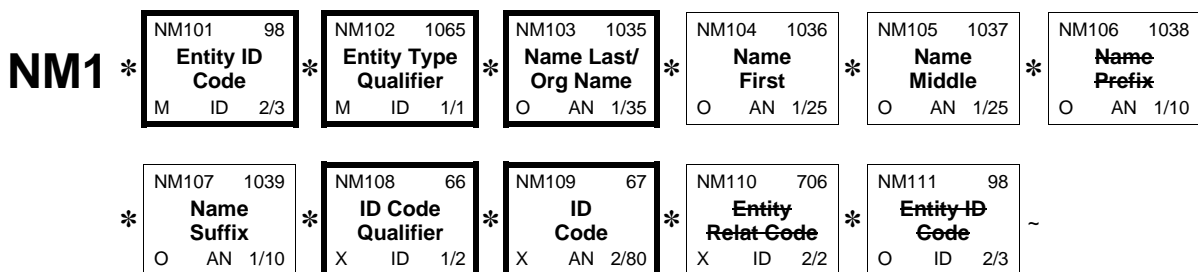 NM1 * NM101 98 * NM102 1065 * NM103 1035 * NM104 1036 * NM105 1037 * NM106 1038
Entity ID Entity Type Name Last/ Name Name Name
Code Qualifier Org Name First Middle Prefix
M ID 2/3 M ID 1/1 O AN 1/35 O AN 1/25 O AN 1/25 O AN 1/10
* NM107 1039 * NM108 66 * NM109 67 * NM110 706 * NM111 98 ~
Name ID Code ID Entity Entity ID
Suffix Qualifier Code Relat Code Code
O AN 1/10 X ID 1/2 X AN 2/80 X ID 2/2 O ID 2/3